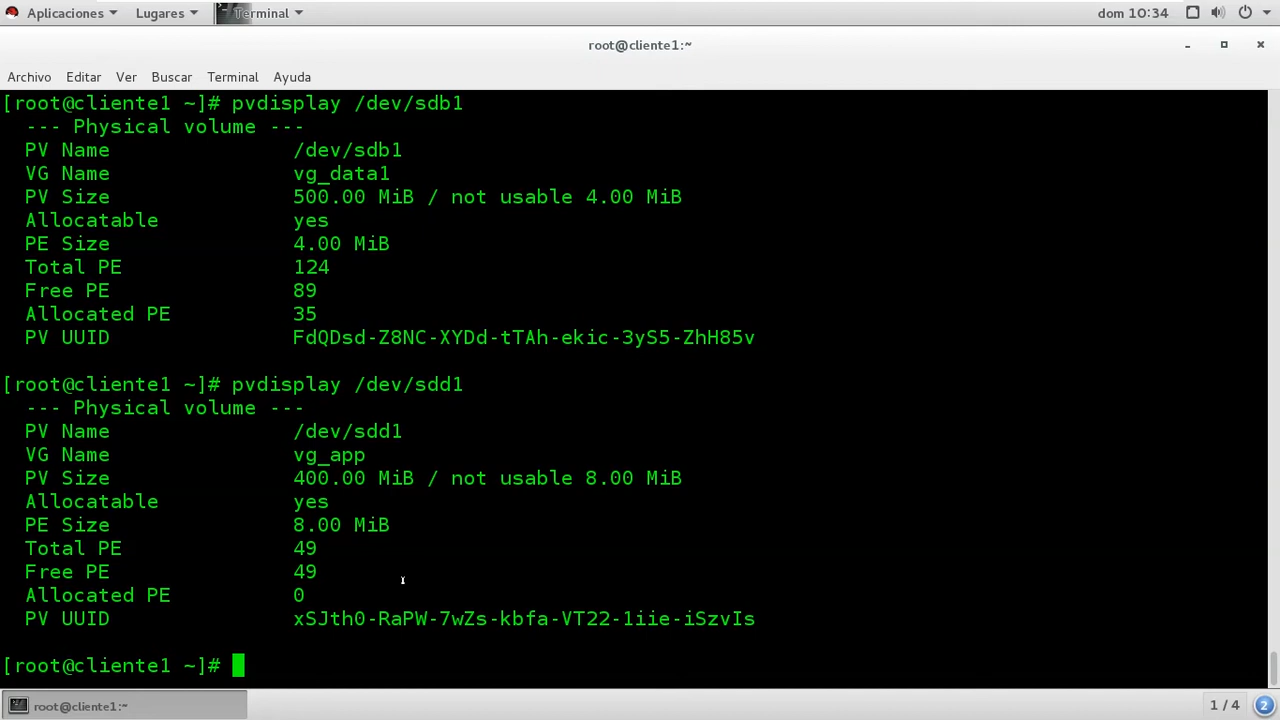 Aplicaciones Lugares Terminal dom 10:34
root@cliente1:~
Archivo Editar Ver Buscar Terminal Ayuda
[root@cliente1 ~]# pvdisplay /dev/sdb1
--- Physical volume ---
PV Name /dev/sdb1
VG Name vg_data1
PV Size 500.00 MiB / not usable 4.00 MiB
Allocatable yes
PE Size 4.00 MiB
Total PE 124
Free PE 89
Allocated PE 35
PV UUID FdQDsd-Z8NC-XYDd-tTAh-ekic-3yS5-ZhH85v
[root@cliente1 ~]# pvdisplay /dev/sdd1
--- Physical volume ---
PV Name /dev/sdd1
VG Name vg_app
PV Size 400.00 MiB / not usable 8.00 MiB
Allocatable yes
PE Size 8.00 MiB
Total PE 49
Free PE 49
Allocated PE 0
PV UUID xSJth0-RaPW-7wZs-kbfa-VT22-1iie-iSzvIs
[root@cliente1 ~]#
root@cliente1:~ 1 / 4 2